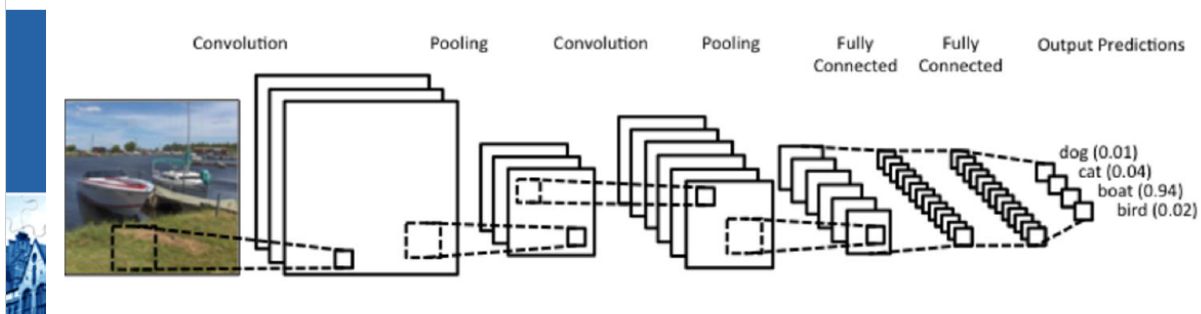 Convolution
Pooling
Convolution
Pooling
Fully
Connected
Fully
Connected
Output Predictions
dog (0.01)
cat (0.04)
boat (0.94)
bird (0.02)